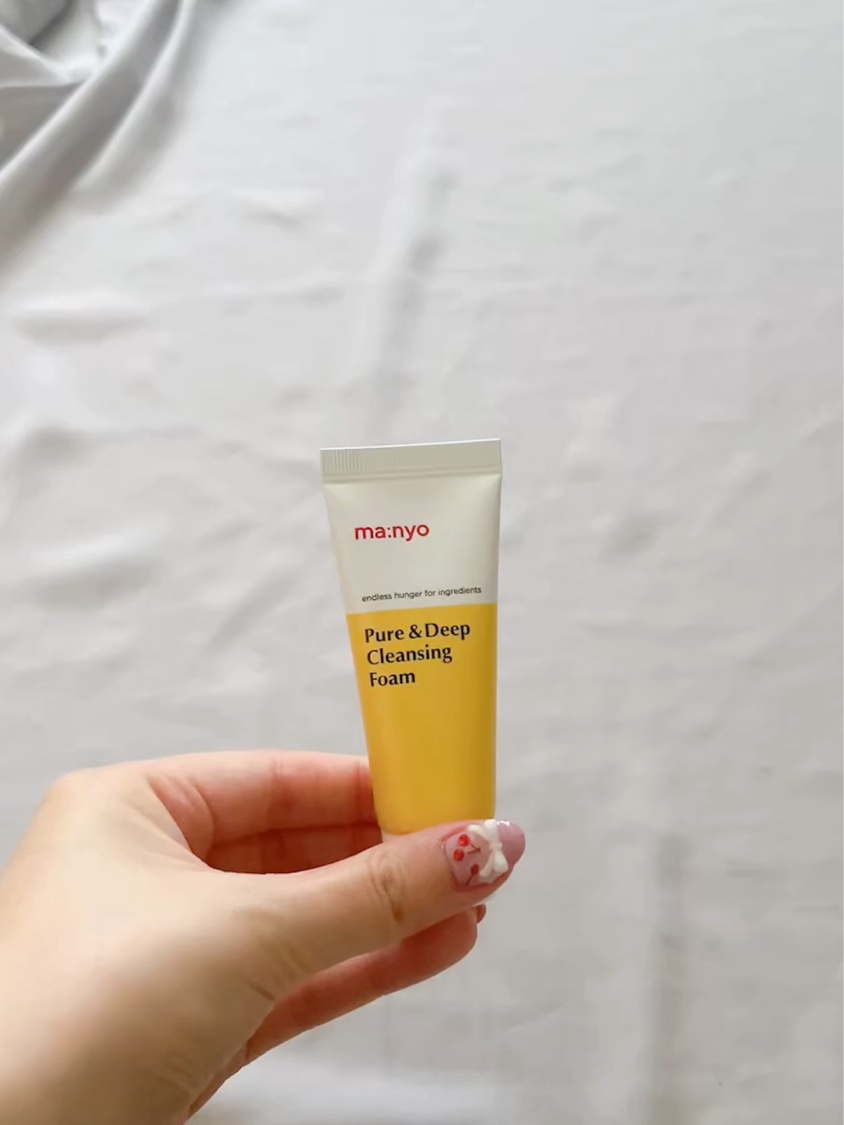 ma:nyo
endless hunger for ingredients
Pure & Deep
Cleansing
Foam